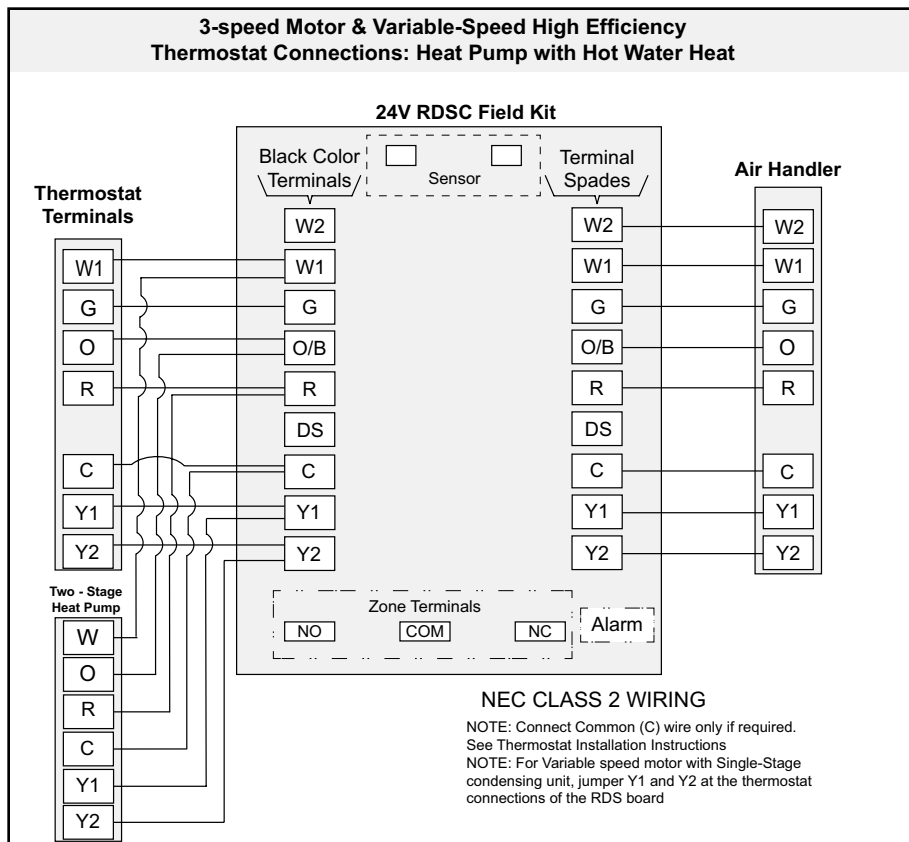 3-speed Motor & Variable-Speed High Efficiency
Thermostat Connections: Heat Pump with Hot Water Heat
24V RDSC Field Kit
Black Color
Terminals
Sensor
Terminal
Spades
Air Handler
Thermostat
Terminals
W1
G
O
R
C
Y1
Y2
W2
W1
G
O/B
R
DS
C
Y1
Y2
W2
W1
G
O/B
R
DS
C
Y1
Y2
W2
W1
G
O
R
C
Y1
Y2
Two - Stage
Heat Pump
W
O
R
C
Y1
Y2
Zone Terminals
NO
COM
NC
Alarm
NEC CLASS 2 WIRING
NOTE: Connect Common (C) wire only if required.
See Thermostat Installation Instructions
NOTE: For Variable speed motor with Single-Stage
condensing unit, jumper Y1 and Y2 at the thermostat
connections of the RDS board